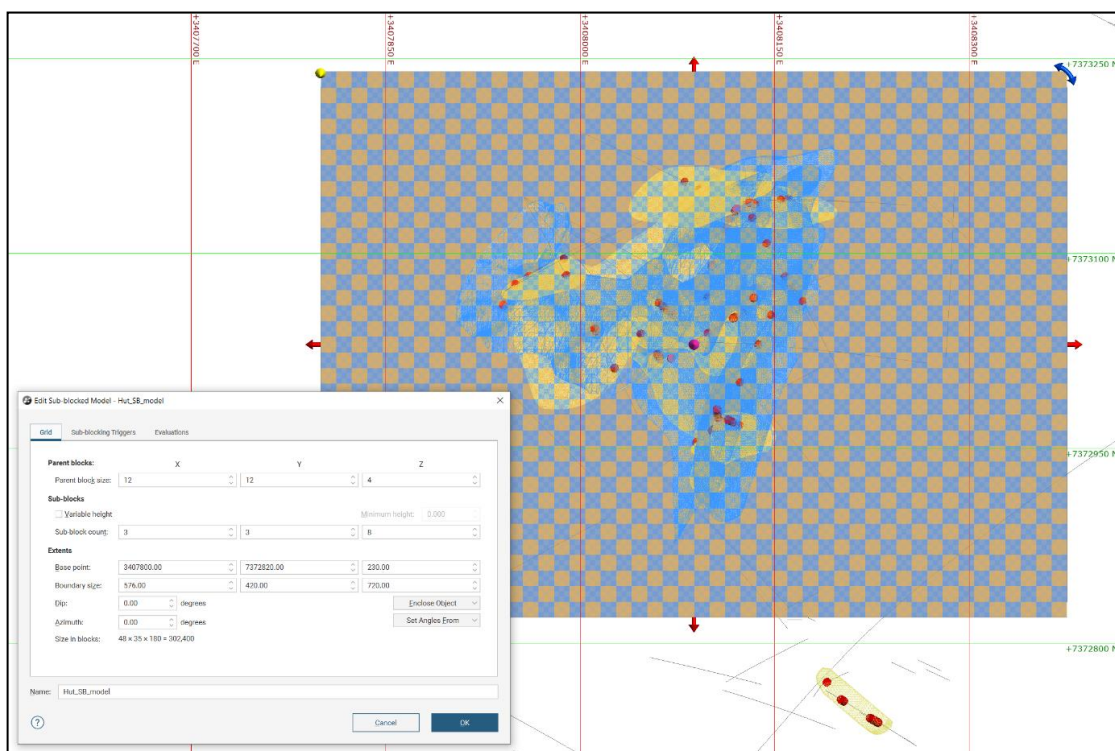 +3407700 E
+3407850 E
+3408000 E
+3408150 E
+3408300 E
+7373250 N
+7373100 N
+7372950 N
+7372800 N
Edit Sub-blocked Model - Hut_SB_model
Grid Sub-blocking Triggers Evaluations
Parent blocks: X Y Z
Parent block size: 12 12 4
Sub-blocks
Variable height Minimum height: 0.000
Sub-block count: 3 3 8
Extents
Base point: 3407800.00 7372820.00 230.00
Boundary size: 576.00 420.00 720.00
Dip: 0.00 degrees Enclose Object
Azimuth: 0.00 degrees Set Angles From
Size in blocks: 48 × 35 × 180 = 302,400
Name: Hut_SB_model
? Cancel OK